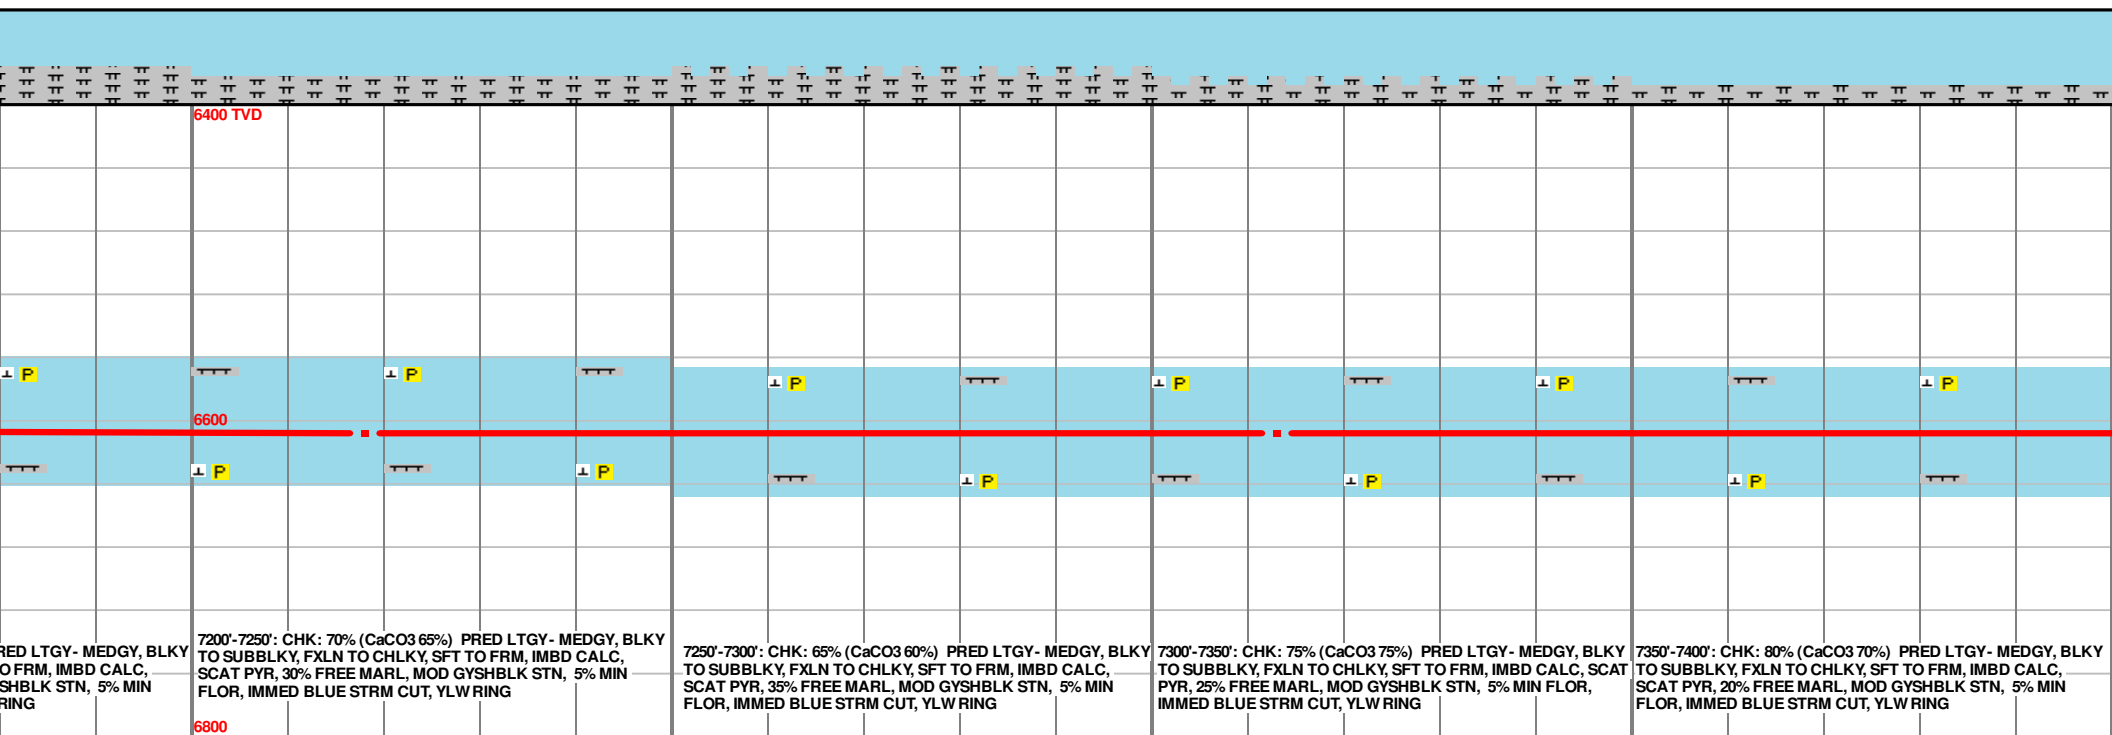 6400 TVD
P
P
P
P
P
P
6600
P
P
P
P
P
RED LTGY- MEDGY, BLKY
O FRM, IMBD CALC,
SHBLK STN, 5% MIN
RING
7200'-7250': CHK: 70% (CaCO3 65%) PRED LTGY- MEDGY, BLKY
TO SUBBLKY, FXLN TO CHLKY, SFT TO FRM, IMBD CALC,
SCAT PYR, 30% FREE MARL, MOD GYSHBLK STN, 5% MIN
FLOR, IMMED BLUE STRM CUT, YLW RING
7250'-7300': CHK: 65% (CaCO3 60%) PRED LTGY- MEDGY, BLKY
TO SUBBLKY, FXLN TO CHLKY, SFT TO FRM, IMBD CALC,
SCAT PYR, 35% FREE MARL, MOD GYSHBLK STN, 5% MIN
FLOR, IMMED BLUE STRM CUT, YLW RING
7300'-7350': CHK: 75% (CaCO3 75%) PRED LTGY- MEDGY, BLKY
TO SUBBLKY, FXLN TO CHLKY, SFT TO FRM, IMBD CALC, SCAT
PYR, 25% FREE MARL, MOD GYSHBLK STN, 5% MIN FLOR,
IMMED BLUE STRM CUT, YLW RING
7350'-7400': CHK: 80% (CaCO3 70%) PRED LTGY- MEDGY, BLKY
TO SUBBLKY, FXLN TO CHLKY, SFT TO FRM, IMBD CALC,
SCAT PYR, 20% FREE MARL, MOD GYSHBLK STN, 5% MIN
FLOR, IMMED BLUE STRM CUT, YLW RING
6800